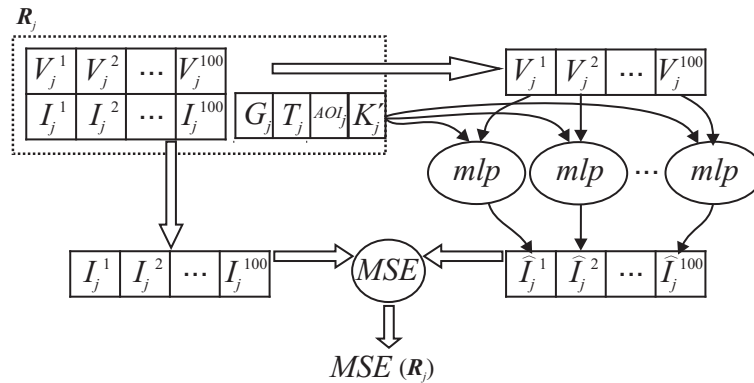 R_j
V_j^1 V_j^2 ... V_j^100 V_j^1 V_j^2 ... V_j^100
I_j^1 I_j^2 ... I_j^100 G_j T_j AOI_j K'_j
mlp mlp ... mlp
I_j^1 I_j^2 ... I_j^100 MSE Î_j^1 Î_j^2 ... Î_j^100
MSE (R_j)